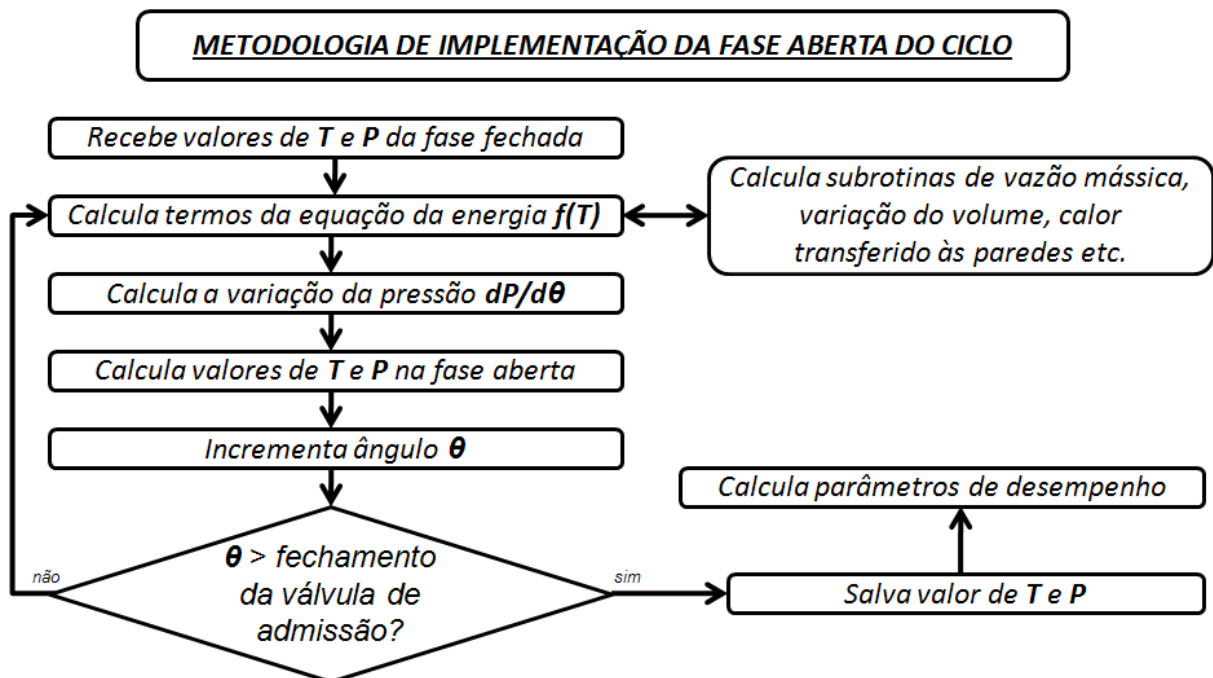 METODOLOGIA DE IMPLEMENTAÇÃO DA FASE ABERTA DO CICLO
Recebe valores de T e P da fase fechada
Calcula termos da equação da energia f(T)
Calcula subrotinas de vazão mássica,
variação do volume, calor
transferido às paredes etc.
Calcula a variação da pressão dP/dθ
Calcula valores de T e P na fase aberta
Incrementa ângulo θ
θ > fechamento
da válvula de
admissão?
não
sim
Salva valor de T e P
Calcula parâmetros de desempenho